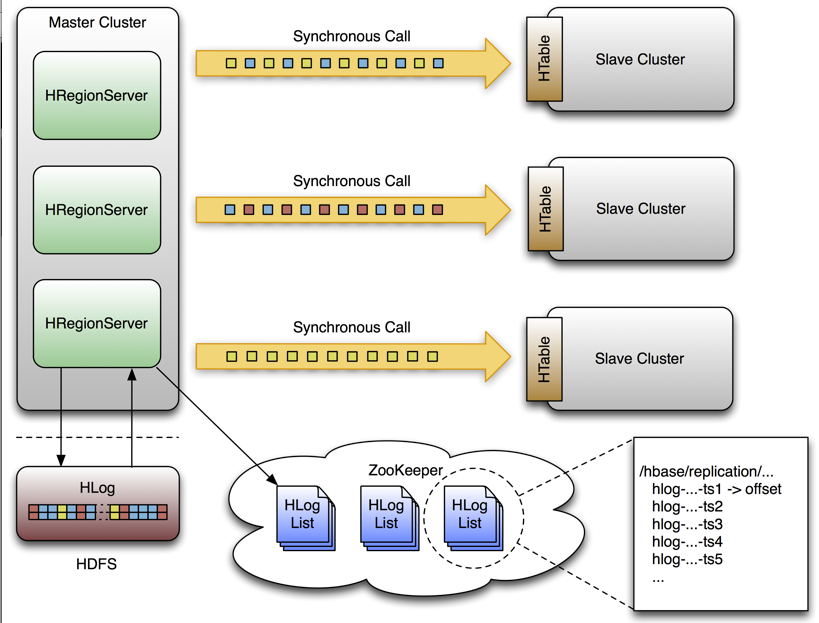 Master Cluster
HRegionServer
HRegionServer
HRegionServer
Synchronous Call
HTable
Slave Cluster
Synchronous Call
HTable
Slave Cluster
Synchronous Call
HTable
Slave Cluster
HLog
HDFS
ZooKeeper
HLog
List
HLog
List
HLog
List
/hbase/replication/...
hlog-...-ts1 -> offset
hlog-...-ts2
hlog-...-ts3
hlog-...-ts4
hlog-...-ts5
...